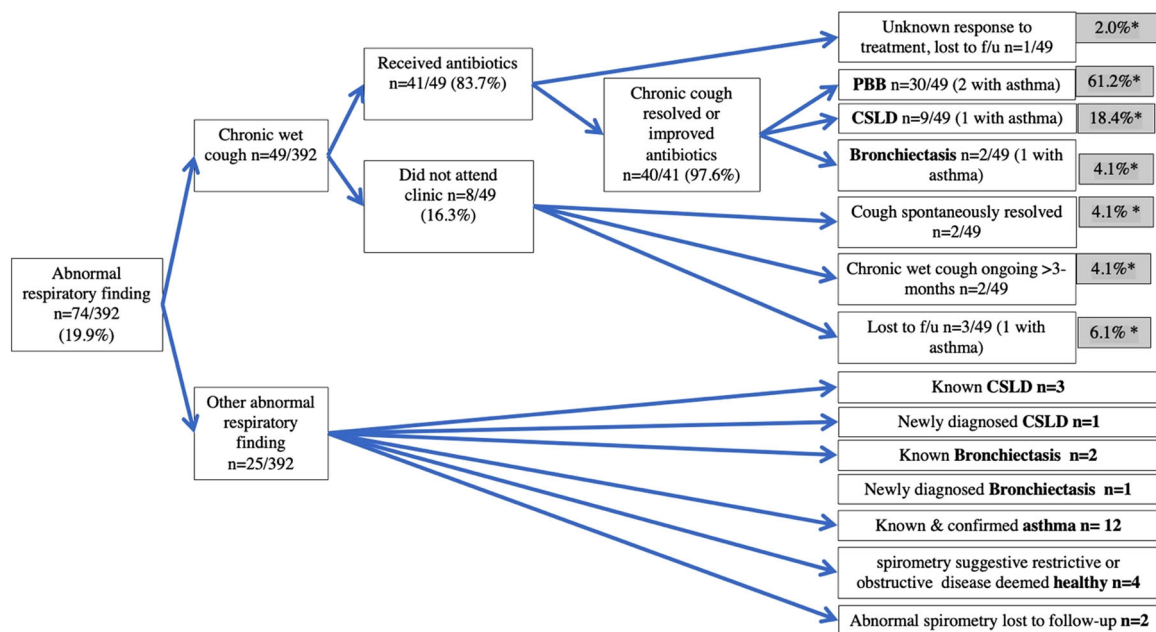 Abnormal
respiratory finding
n=74/392
(19.9%)
Chronic wet
cough n=49/392
Other abnormal
respiratory
finding
n=25/392
Received antibiotics
n=41/49 (83.7%)
Did not attend
clinic n=8/49
(16.3%)
Chronic cough
resolved or
improved
antibiotics
n=40/41 (97.6%)
Unknown response to
treatment, lost to f/u n=1/49
2.0%*
PBB n=30/49 (2 with asthma)
61.2%*
CSLD n=9/49 (1 with asthma)
18.4%*
Bronchiectasis n=2/49 (1 with
asthma)
4.1%*
Cough spontaneously resolved
n=2/49
4.1% *
Chronic wet cough ongoing >3-
months n=2/49
4.1%*
Lost to f/u n=3/49 (1 with
asthma)
6.1% *
Known CSLD n=3
Newly diagnosed CSLD n=1
Known Bronchiectasis n=2
Newly diagnosed Bronchiectasis n=1
Known & confirmed asthma n= 12
spirometry suggestive restrictive or
obstructive disease deemed healthy n=4
Abnormal spirometry lost to follow-up n=2